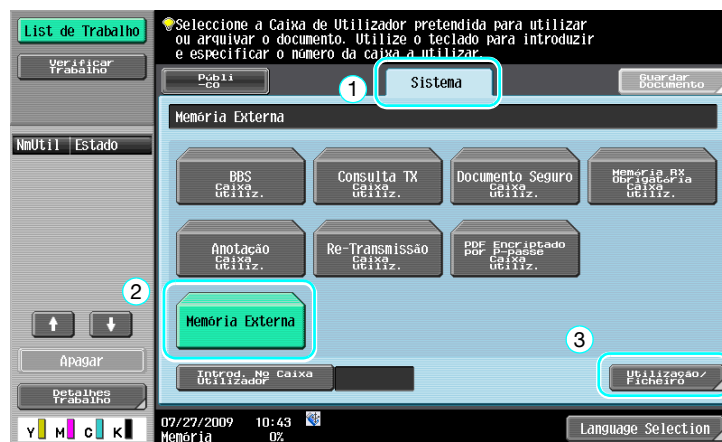 List de Trabalho
Verificar
Trabalho
Seleccione a Caixa de Utilizador pretendida para utilizar
ou arquivar o documento. Utilize o teclado para introduzir
e especificar o número da caixa a utilizar.
Públi
-co
1
Sistema
Guardar
Documento
Memória Externa
NmUtil Estado
BBS
Caixa
utiliz.
Consulta TX
Caixa
utiliz.
Documento Seguro
Caixa
utiliz.
Memória RX
Obrigatória
Caixa
utiliz.
Anotação
Caixa
utiliz.
Re-Transmissão
Caixa
utiliz.
PDF Encriptado
por P-passe
Caixa
utiliz.
2
Memória Externa
3
Apagar
Introd. Nº Caixa
Utilizador
Utilização/
Ficheiro
Detalhes
Trabalho
Y M C K
07/27/2009 10:43
Memória 0%
Language Selection